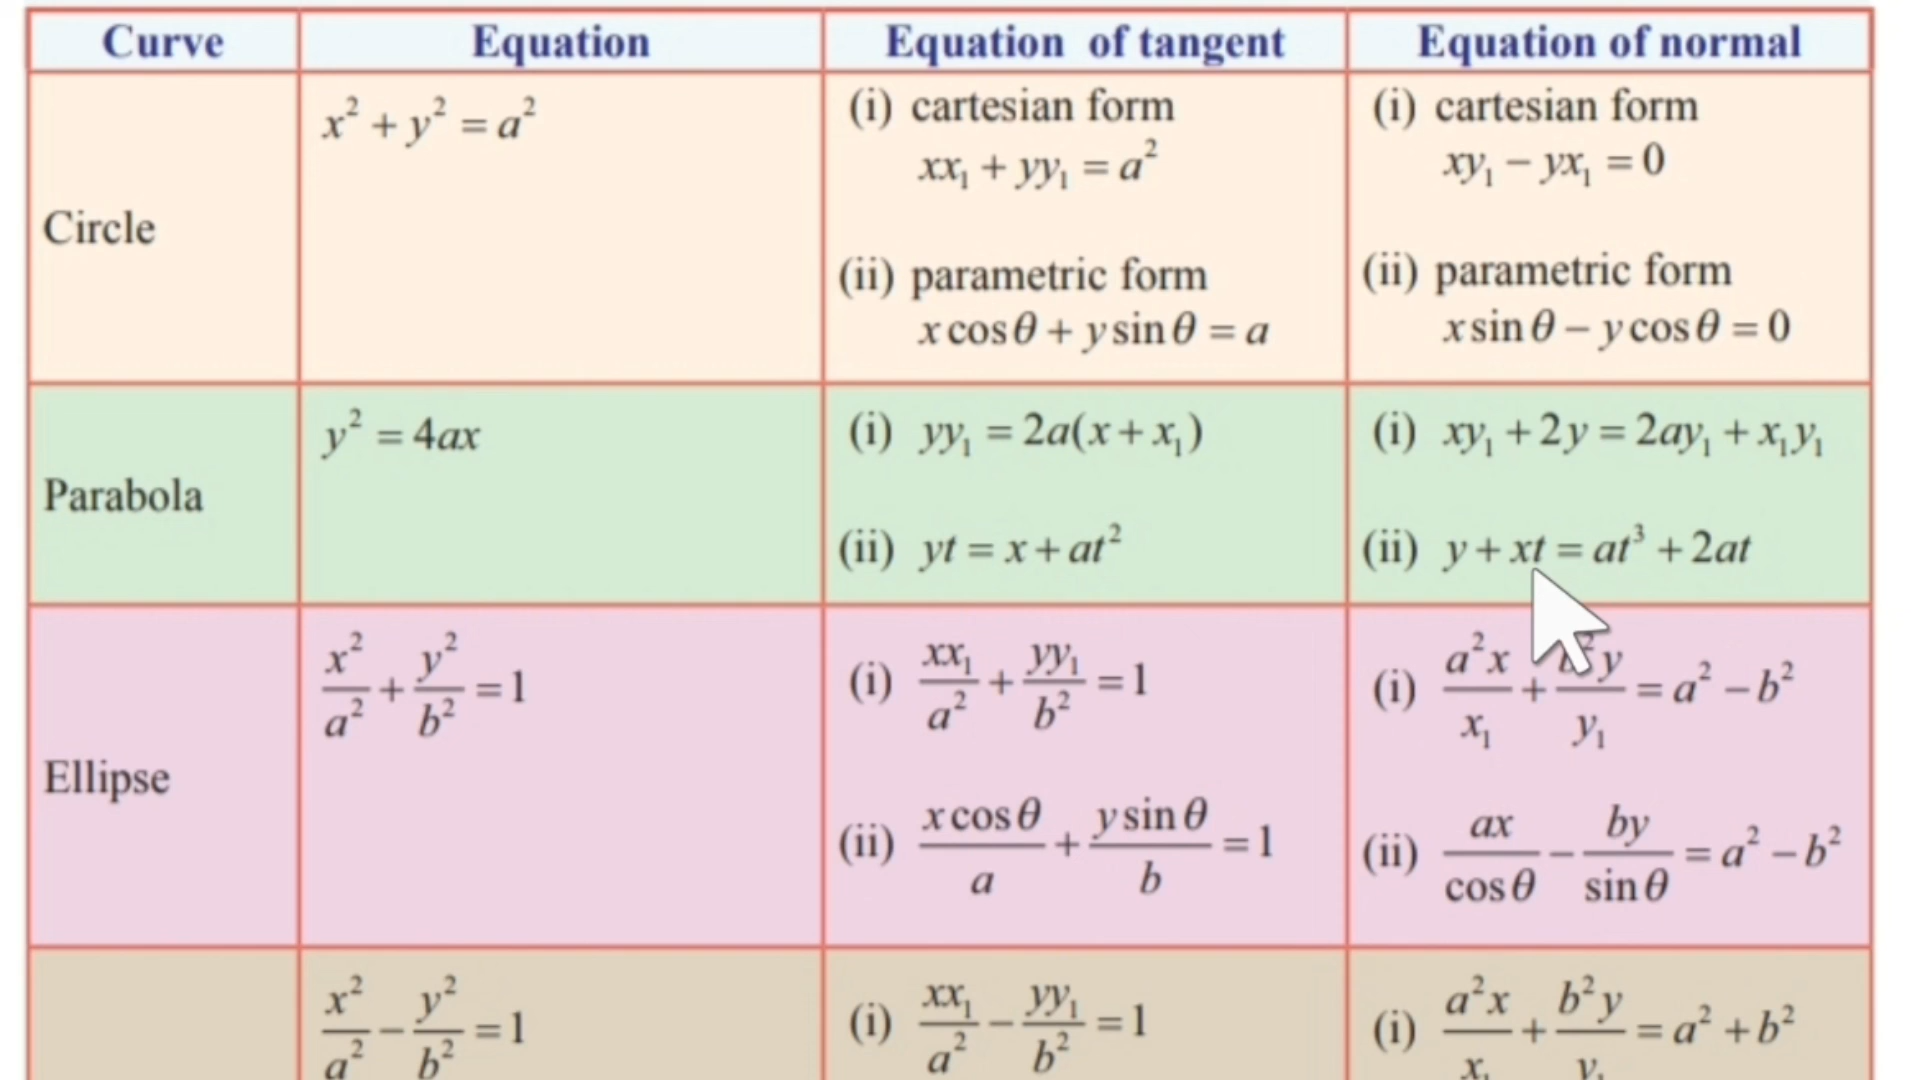 Curve Equation Equation of tangent Equation of normal
Circle
x² + y² = a²
(i) cartesian form
xx₁ + yy₁ = a²
(ii) parametric form
x cos θ + y sin θ = a
(i) cartesian form
xy₁ − yx₁ = 0
(ii) parametric form
x sin θ − y cos θ = 0
Parabola
y² = 4ax
(i) yy₁ = 2a(x + x₁)
(ii) yt = x + at²
(i) xy₁ + 2y = 2ay₁ + x₁y₁
(ii) y + xt = at³ + 2at
Ellipse
x²/a² + y²/b² = 1
(i) xx₁/a² + yy₁/b² = 1
(ii) x cos θ/a + y sin θ/b = 1
(i) a²x/x₁ + b²y/y₁ = a² − b²
(ii) ax/cos θ − by/sin θ = a² − b²
x²/a² − y²/b² = 1
(i) xx₁/a² − yy₁/b² = 1
(i) a²x/x₁ + b²y/y₁ = a² + b²